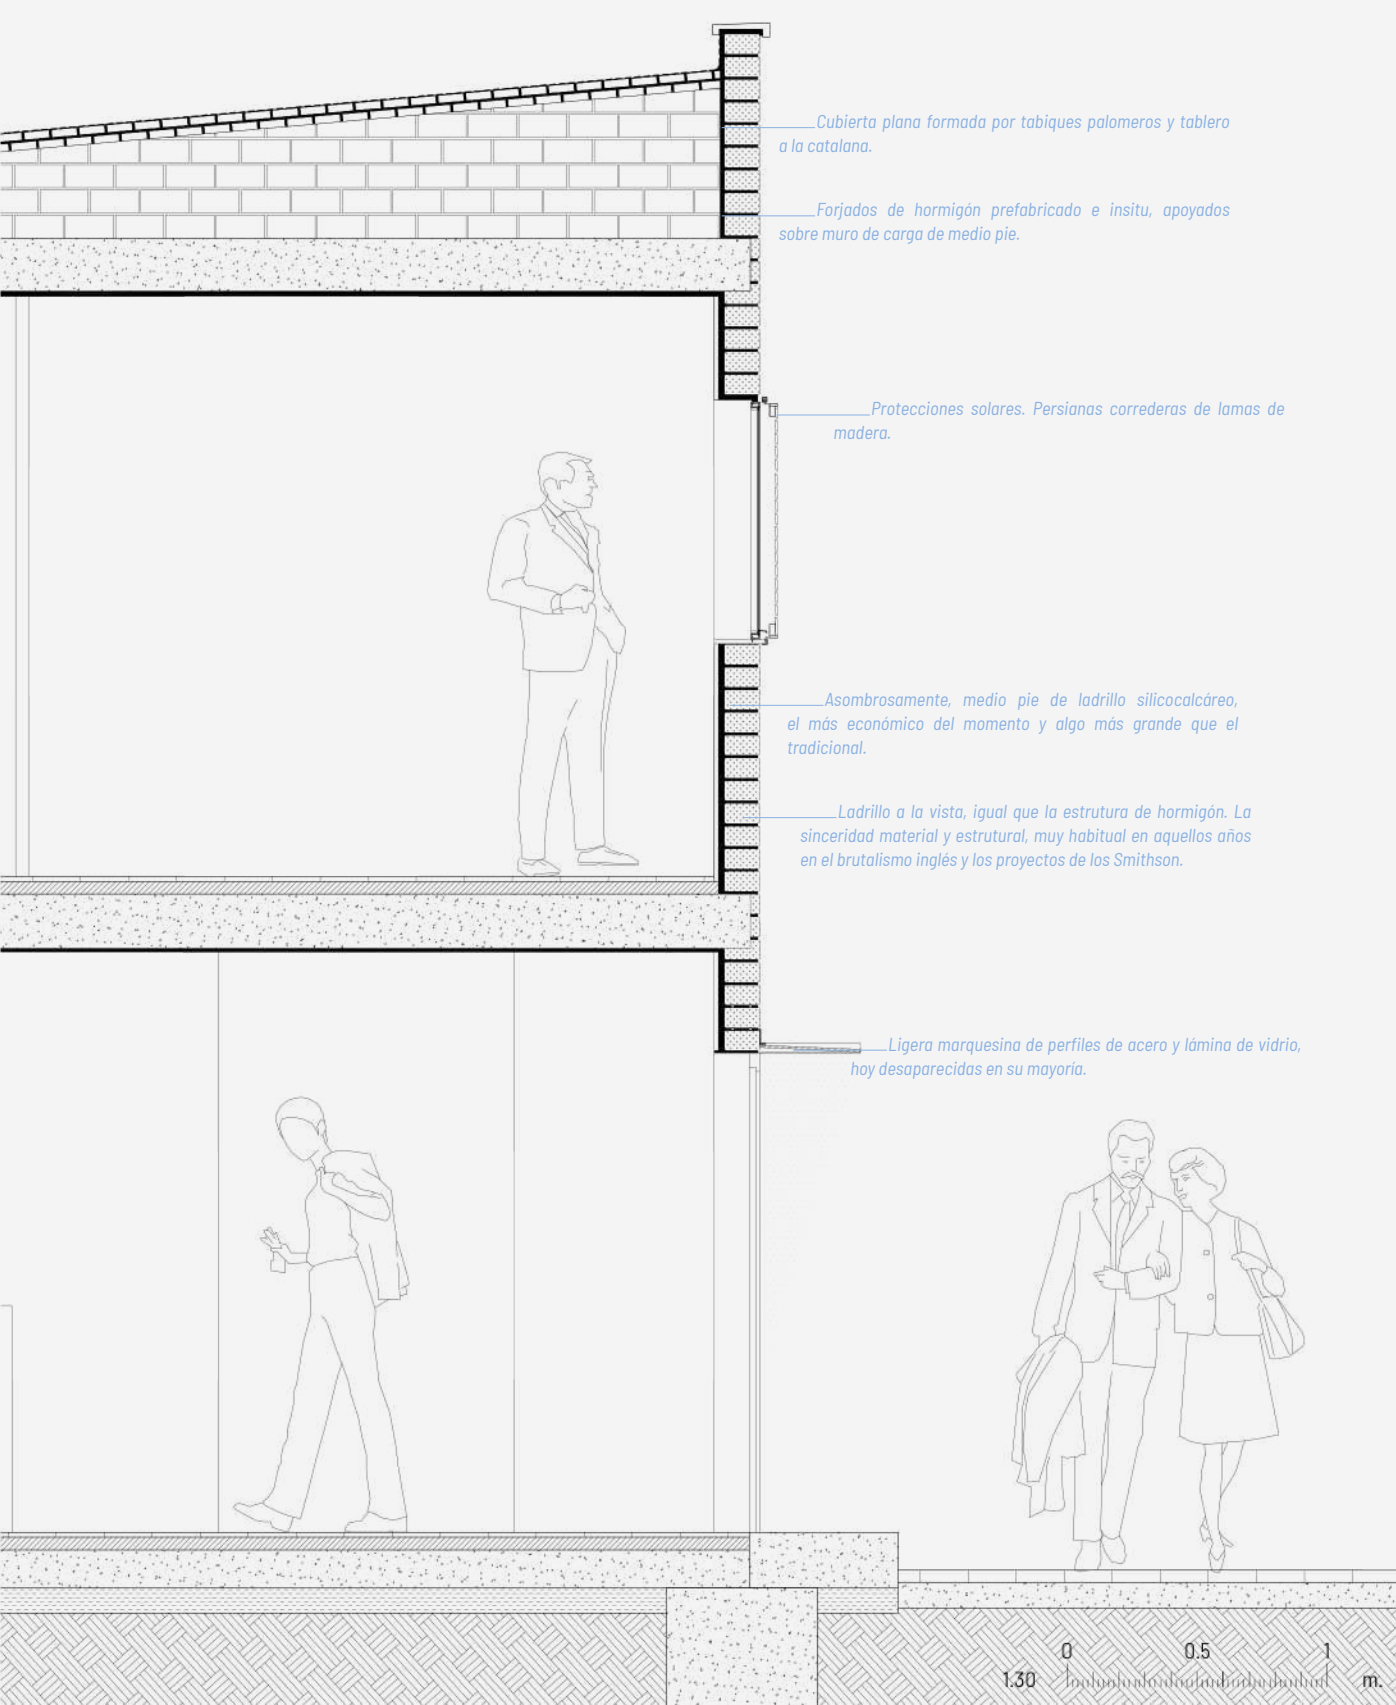 Cubierta plana formada por tabiques palomeros y tablero
a la catalana.
Forjados de hormigón prefabricado e insitu, apoyados
sobre muro de carga de medio pie.
Protecciones solares. Persianas correderas de lamas de
madera.
Asombrosamente, medio pie de ladrillo silicocalcáreo,
el más económico del momento y algo más grande que el
tradicional.
Ladrillo a la vista, igual que la estrutura de hormigón. La
sinceridad material y estrutural, muy habitual en aquellos años
en el brutalismo inglés y los proyectos de los Smithson.
Ligera marquesina de perfiles de acero y lámina de vidrio,
hoy desaparecidas en su mayoría.
0 0.5 1
1.30 m.